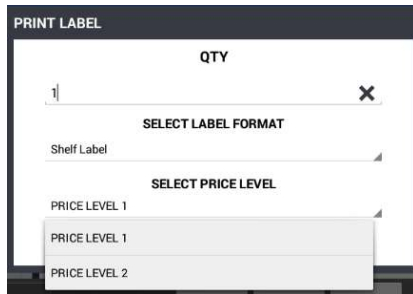 PRINT LABEL
QTY
1
SELECT LABEL FORMAT
Shelf Label
SELECT PRICE LEVEL
PRICE LEVEL 1
PRICE LEVEL 1
PRICE LEVEL 2